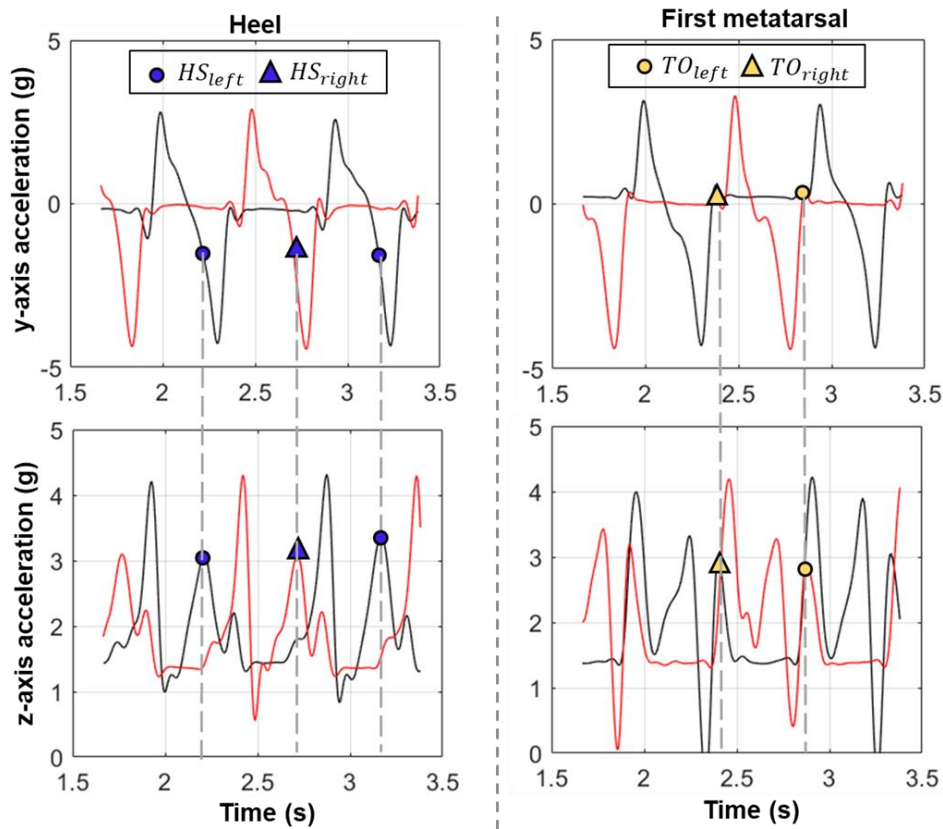 Heel
First metatarsal
HS_left HS_right
TO_left TO_right
y-axis acceleration (g)
5
0
-5
1.5 2 2.5 3 3.5
5
0
-5
1.5 2 2.5 3 3.5
z-axis acceleration (g)
5
4
3
2
1
0
1.5 2 2.5 3 3.5
Time (s)
5
4
3
2
1
0
1.5 2 2.5 3 3.5
Time (s)